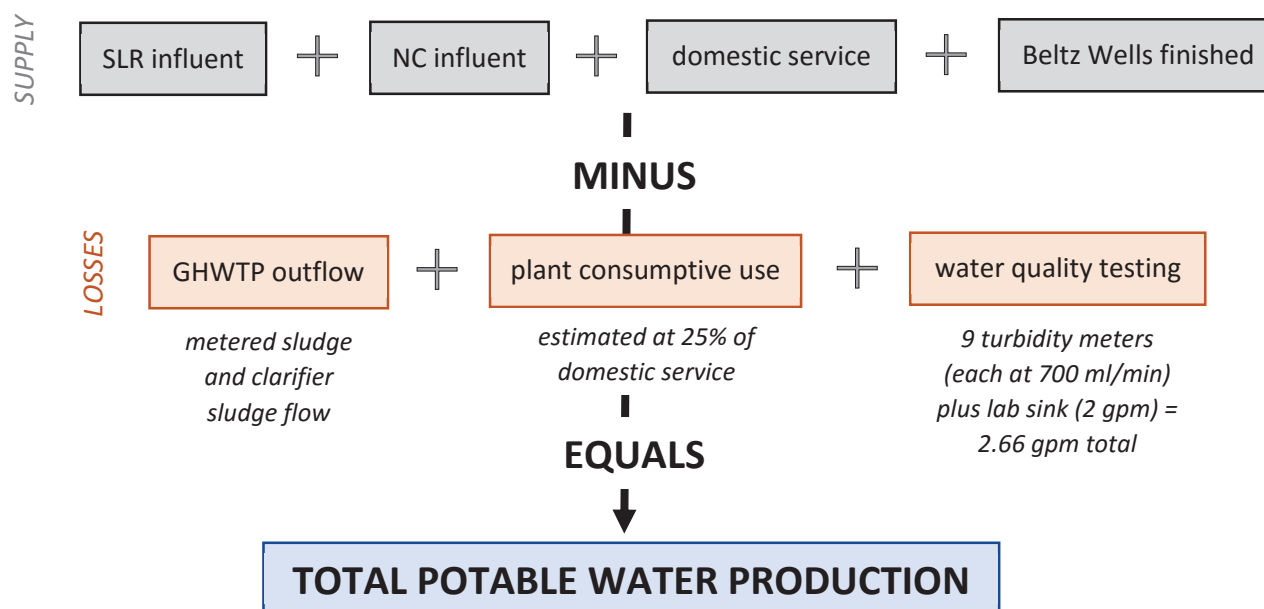 SUPPLY
SLR influent + NC influent + domestic service + Beltz Wells finished
MINUS
LOSSES
GHWTP outflow + plant consumptive use + water quality testing
metered sludge
and clarifier
sludge flow
estimated at 25% of
domestic service
9 turbidity meters
(each at 700 ml/min)
plus lab sink (2 gpm) =
2.66 gpm total
EQUALS
TOTAL POTABLE WATER PRODUCTION